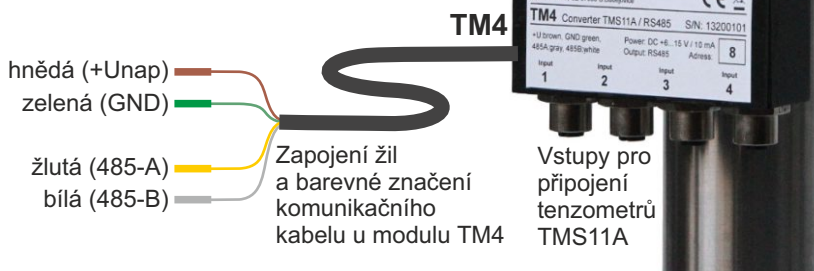 TM4
TM4 Converter TMS11A / RS485 S/N: 13200101
+U:brown, GND:green, Power: DC +6...15 V / 10 mA
485A:gray, 485B:white Output: RS485 Adress: 8
Input Input Input Input
1 2 3 4
hnědá (+Unap)
zelená (GND)
žlutá (485-A)
bílá (485-B)
Zapojení žil
a barevné značení
komunikačního
kabelu u modulu TM4
Vstupy pro
připojení
tenzometrů
TMS11A